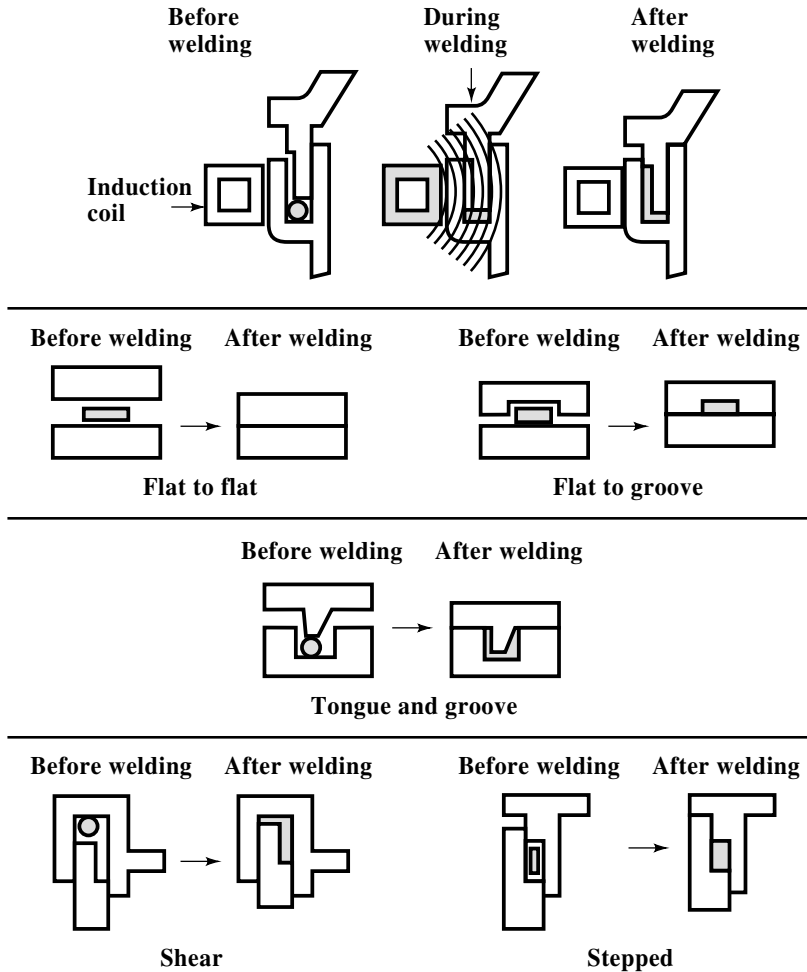 Before
welding
During
welding
After
welding
Induction
coil
Before welding After welding
Before welding After welding
Flat to flat
Flat to groove
Before welding After welding
Tongue and groove
Before welding After welding
Before welding After welding
Shear
Stepped